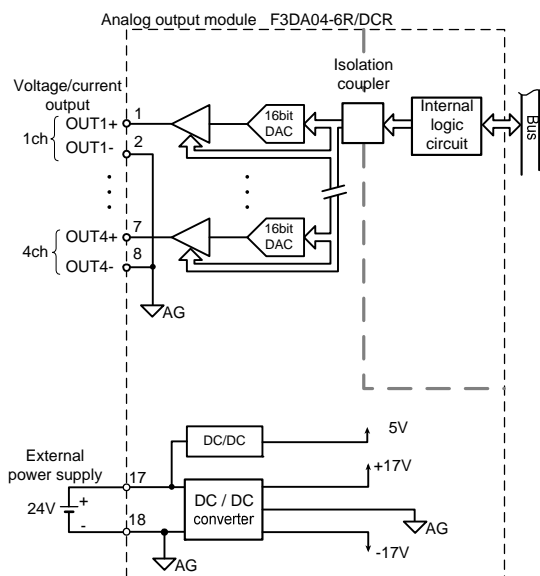 Analog output module F3DA04-6R/DCR
Voltage/current
output
Isolation
coupler
1ch
OUT1+
1
OUT1-
2
16bit
DAC
Internal
logic
circuit
Bus
4ch
OUT4+
7
OUT4-
8
16bit
DAC
AG
External
power supply
24V
+
-
17
18
DC/DC
5V
DC / DC
converter
+17V
AG
-17V
AG